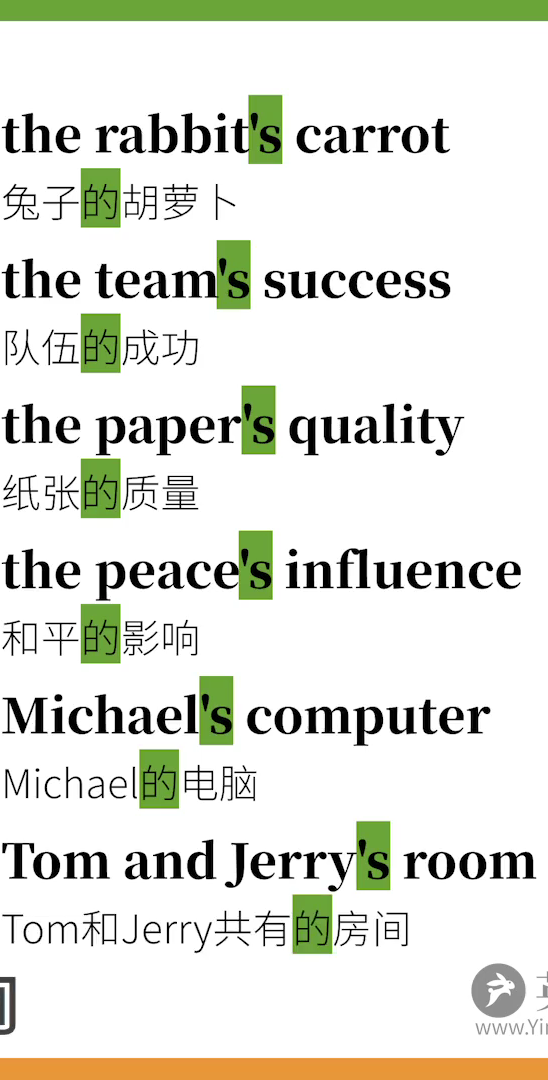 the rabbit's carrot
兔子的胡萝卜
the team's success
队伍的成功
the paper's quality
纸张的质量
the peace's influence
和平的影响
Michael's computer
Michael的电脑
Tom and Jerry's room
Tom和Jerry共有的房间
www.Yin